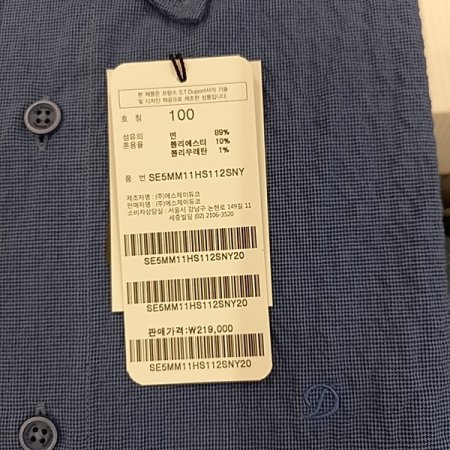 본 제품은 프랑스 S.T.Dupont사의 기술
및 디자인 제공으로 제조한 상품입니다.
호 칭 100
섬유의 면 89%
혼용율 폴리에스터 10%
폴리우레탄 1%
품 번 SE5MM11HS112SNY
제조자명 : (주)에스제이듀코
판매자명 : (주)에스제이듀코
소비자상담실 : 서울시 강남구 논현로 149길 11
세중빌딩 (02) 2106-3520
SE5MM11HS112SNY20
SE5MM11HS112SNY20
판매가격:₩219,000
SE5MM11HS112SNY20